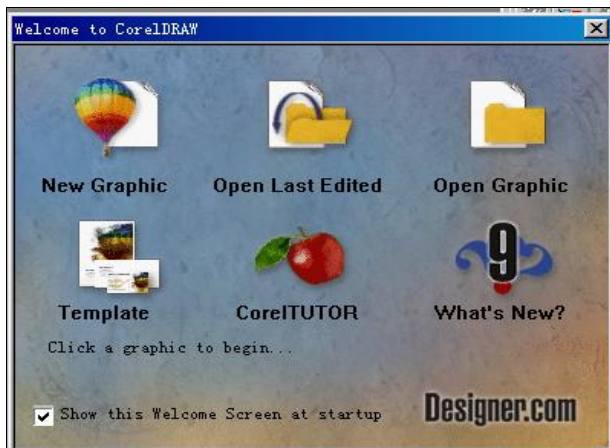 Welcome to CorelDRAW
New Graphic
Open Last Edited
Open Graphic
9
Template
CorelTUTOR
What's New?
Click a graphic to begin...
Show this Welcome Screen at startup
Designer.com